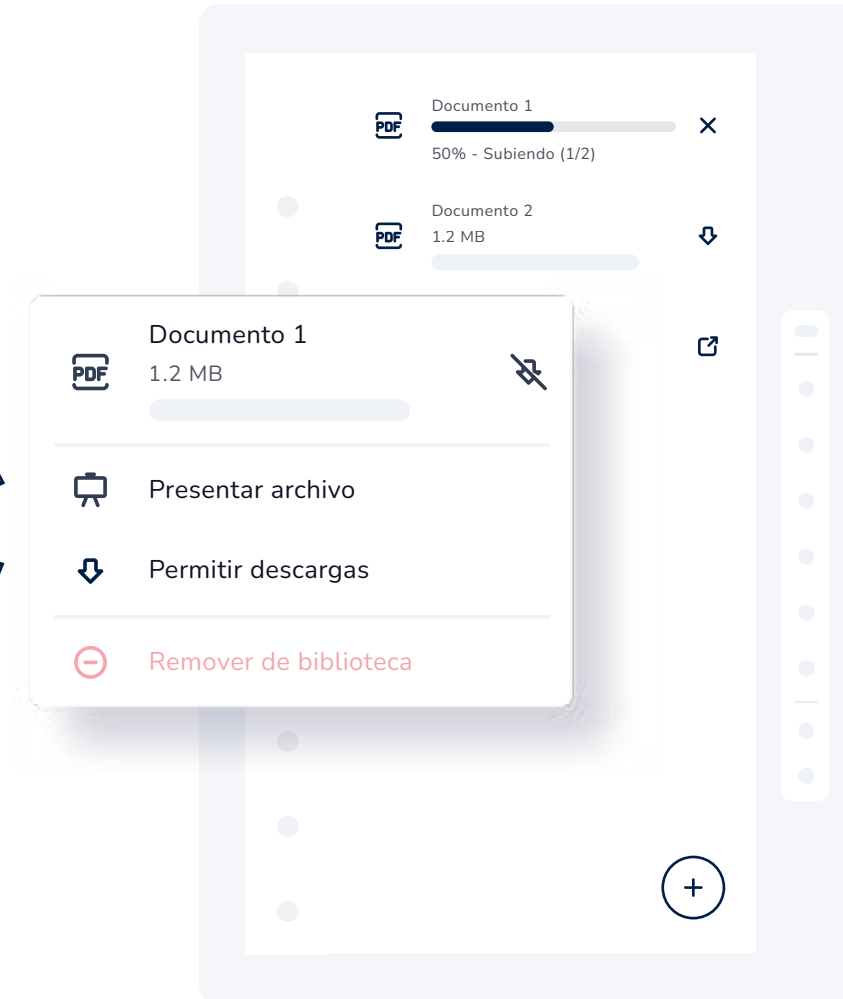 PDF
Documento 1
50% - Subiendo (1/2)
PDF
Documento 2
1.2 MB
PDF
Documento 1
1.2 MB
Presentar archivo
Permitir descargas
Remover de biblioteca